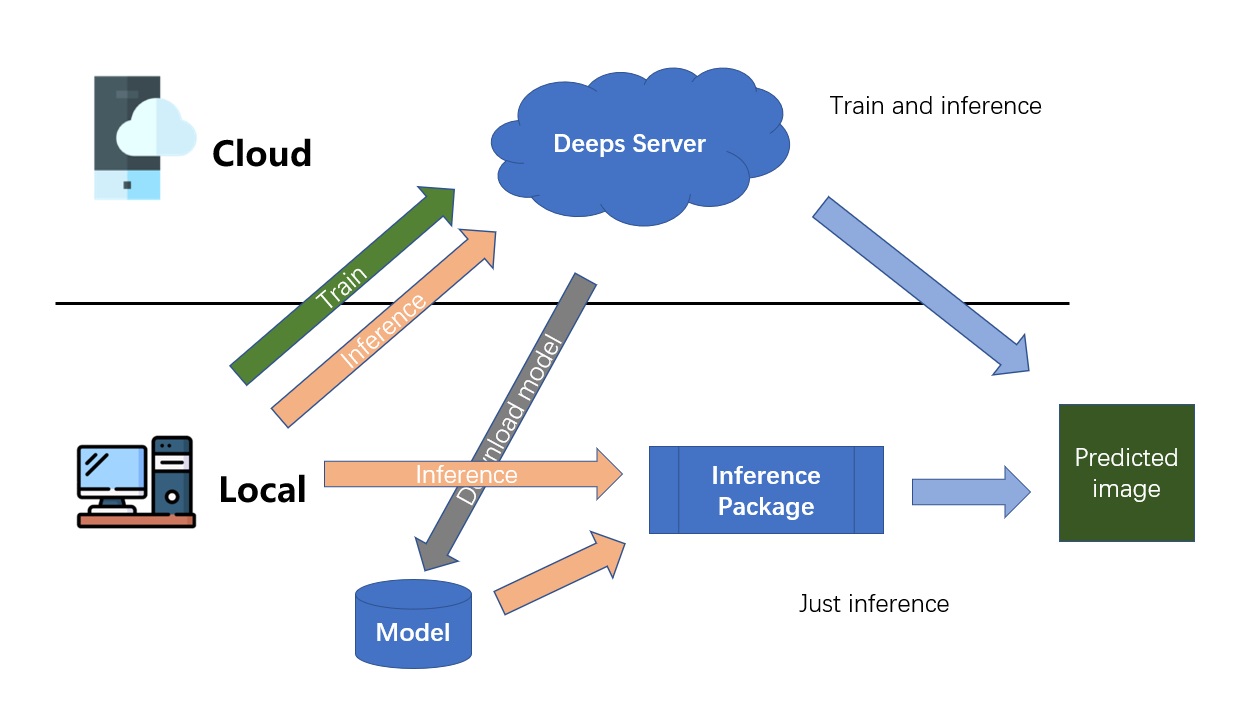 Train and inference
Deeps Server
Cloud
Train
Inference
Download model
Local
Inference
Inference
Package
Predicted
image
Just inference
Model